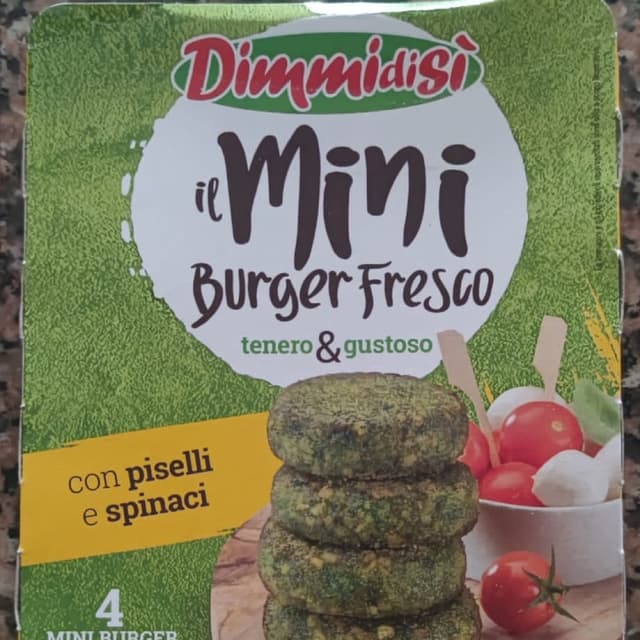 DimmidiSì
il Mini
Burger Fresco
tenero & gustoso
con piselli
e spinaci
4
MINI BURGER